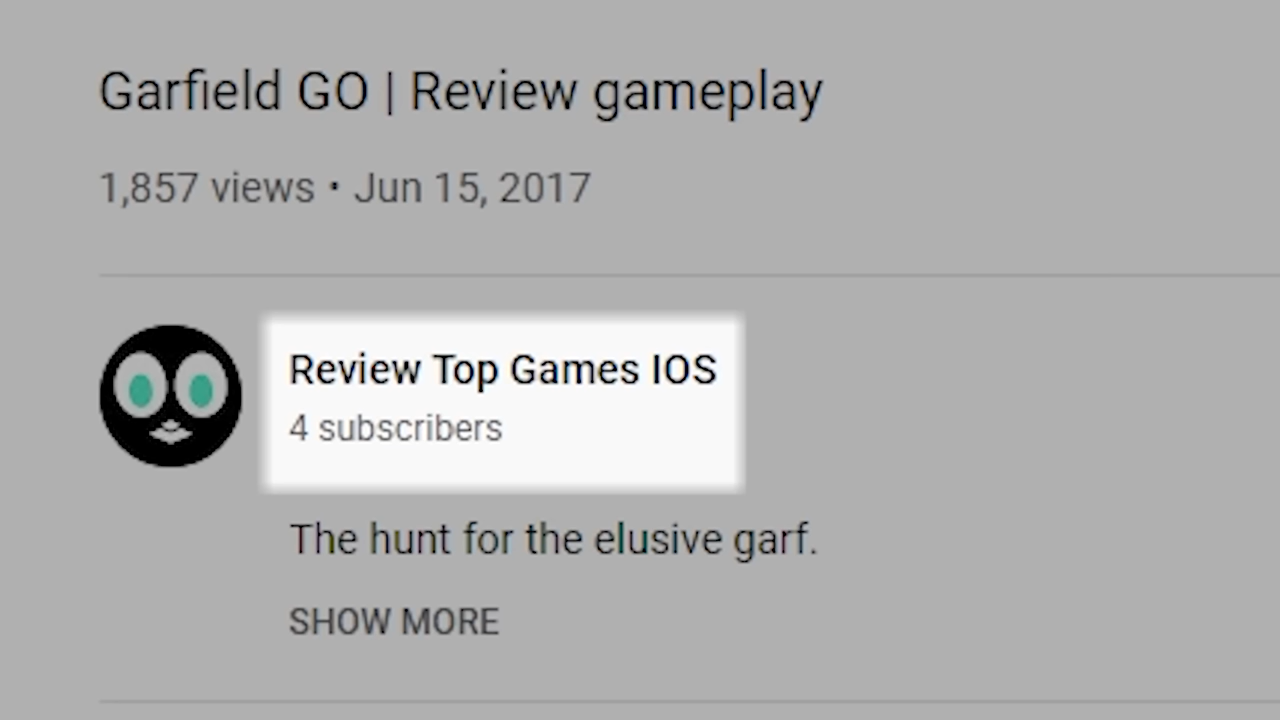 Garfield GO | Review gameplay
1,857 views • Jun 15, 2017
Review Top Games IOS
4 subscribers
The hunt for the elusive garf.
SHOW MORE